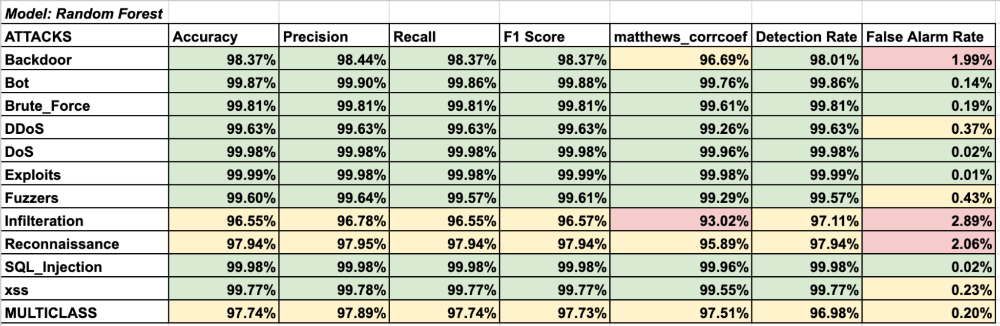 Model: Random Forest
ATTACKS Accuracy Precision Recall F1 Score matthews_corrcoef Detection Rate False Alarm Rate
Backdoor 98.37% 98.44% 98.37% 98.37% 96.69% 98.01% 1.99%
Bot 99.87% 99.90% 99.86% 99.88% 99.76% 99.86% 0.14%
Brute_Force 99.81% 99.81% 99.81% 99.81% 99.61% 99.81% 0.19%
DDoS 99.63% 99.63% 99.63% 99.63% 99.26% 99.63% 0.37%
DoS 99.98% 99.98% 99.98% 99.98% 99.96% 99.98% 0.02%
Exploits 99.99% 99.98% 99.98% 99.99% 99.98% 99.99% 0.01%
Fuzzers 99.60% 99.64% 99.57% 99.61% 99.29% 99.57% 0.43%
Infilteration 96.55% 96.78% 96.55% 96.57% 93.02% 97.11% 2.89%
Reconnaissance 97.94% 97.95% 97.94% 97.94% 95.89% 97.94% 2.06%
SQL_Injection 99.98% 99.98% 99.98% 99.98% 99.96% 99.98% 0.02%
xss 99.77% 99.78% 99.77% 99.77% 99.55% 99.77% 0.23%
MULTICLASS 97.74% 97.89% 97.74% 97.73% 97.51% 96.98% 0.20%